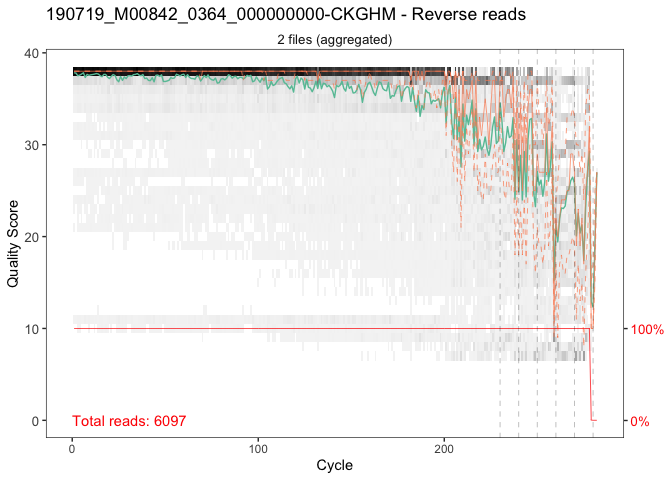 190719_M00842_0364_000000000-CKGHM - Reverse reads
2 files (aggregated)
40
30
20
10
0
Quality Score
100%
0%
Total reads: 6097
0
100
200
Cycle